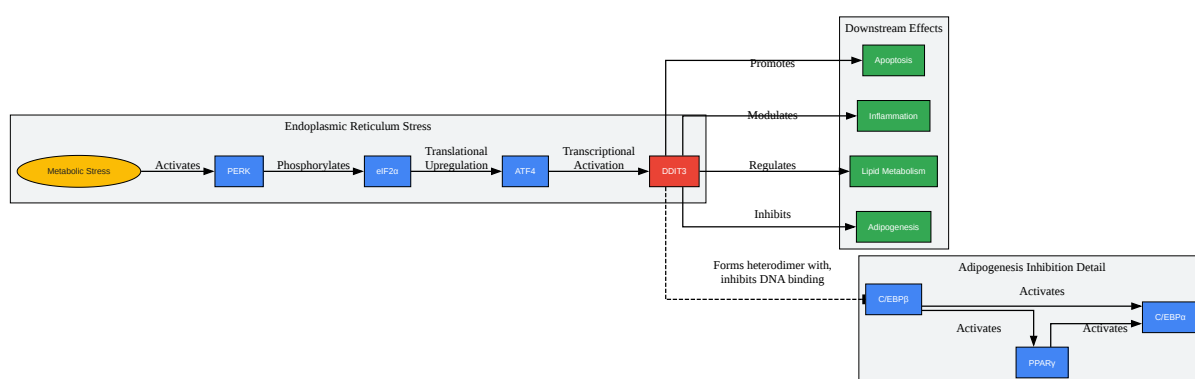 Downstream Effects
Apoptosis
Promotes
Inflammation
Modulates
Endoplasmic Reticulum Stress
Metabolic Stress
Activates
PERK
Phosphorylates
eIF2α
Translational
Upregulation
ATF4
Transcriptional
Activation
DDIT3
Regulates
Lipid Metabolism
Inhibits
Adipogenesis
Forms heterodimer with,
inhibits DNA binding
Adipogenesis Inhibition Detail
C/EBPβ
Activates
C/EBPα
Activates
Activates
PPARγ